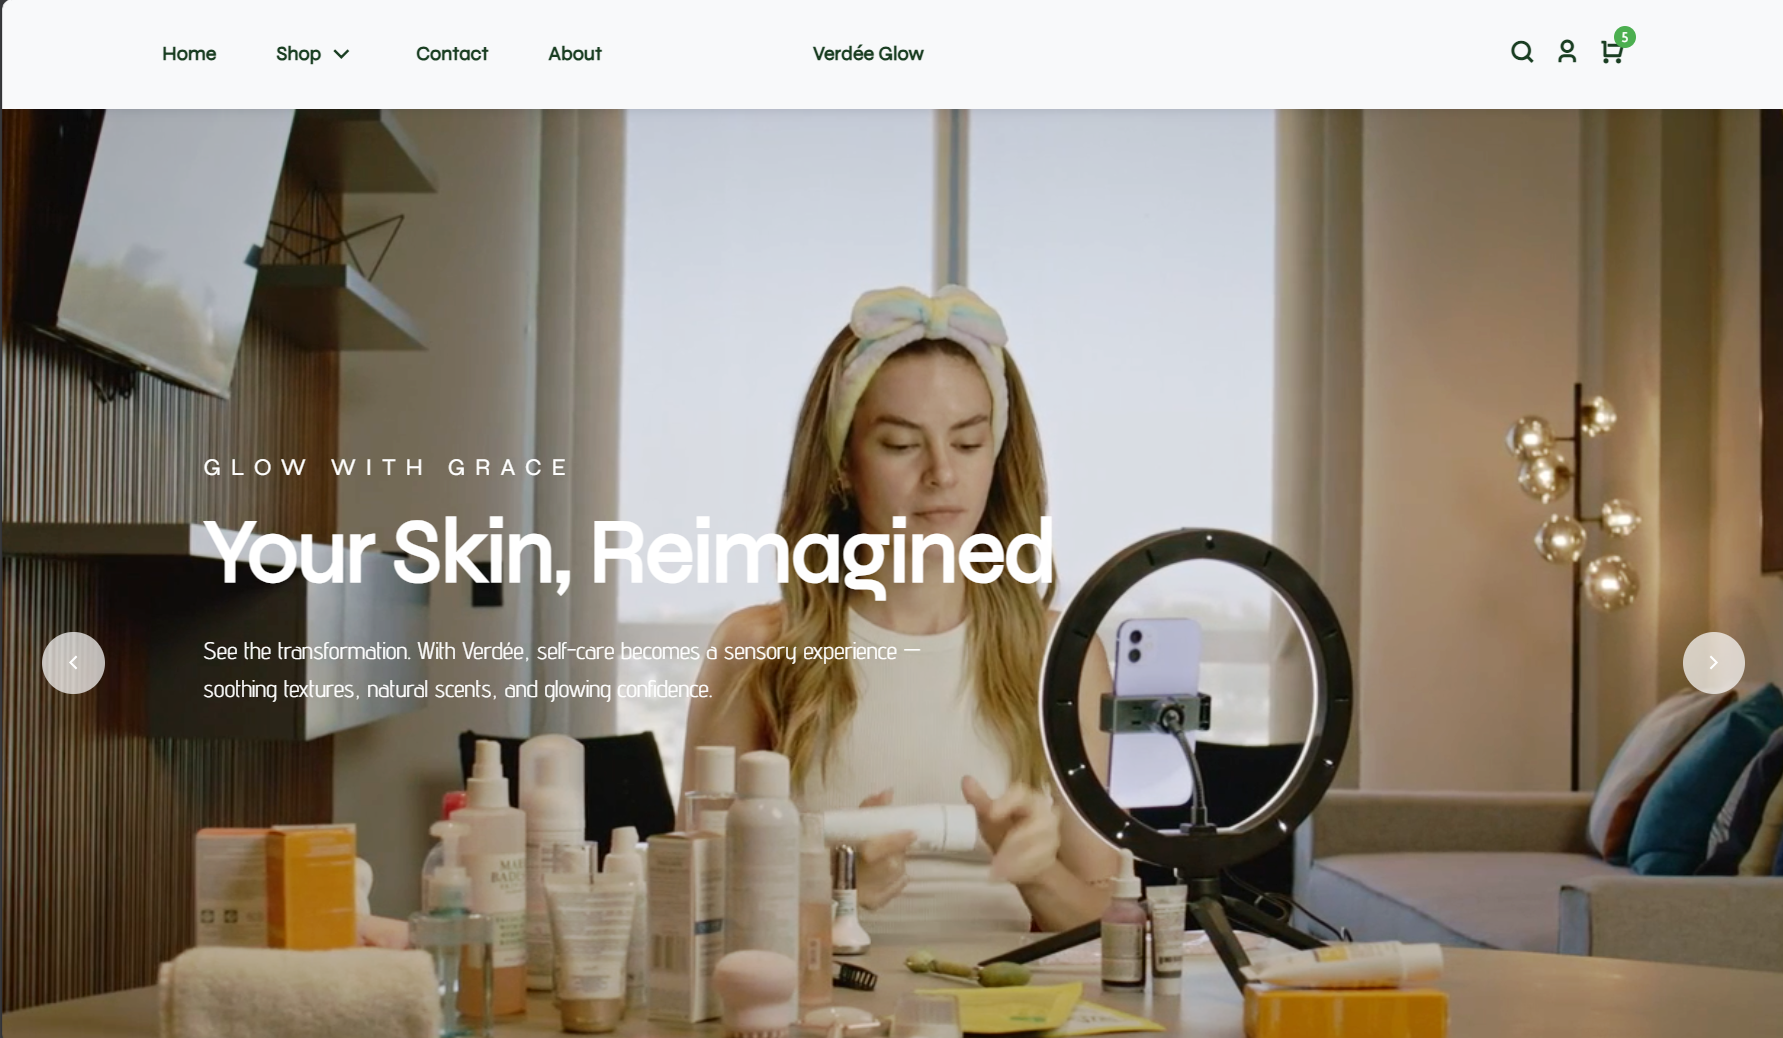 Home Shop Contact About Verdée Glow 5
GLOW WITH GRACE
Your Skin, Reimagined
See the transformation. With Verdée, self-care becomes a sensory experience —
soothing textures, natural scents, and glowing confidence.